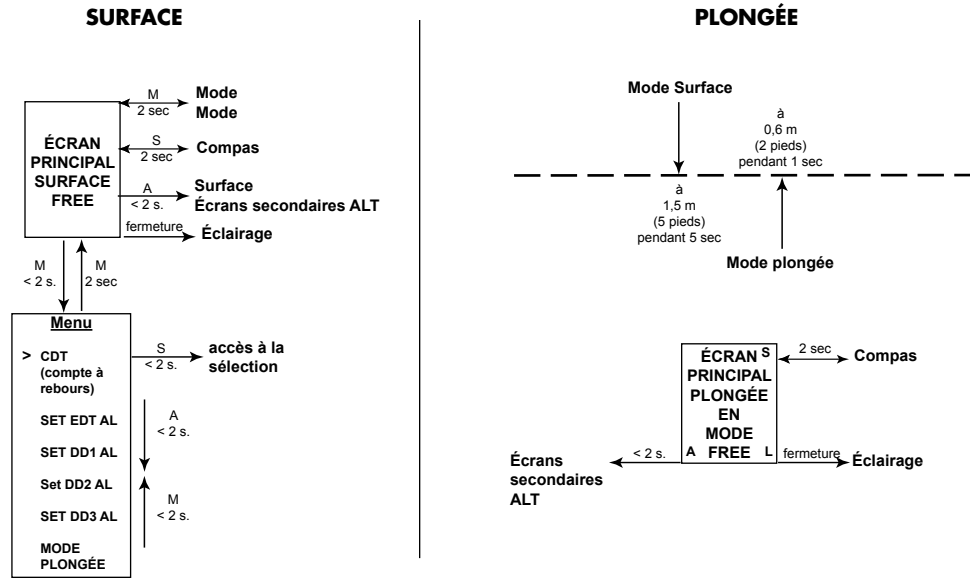 SURFACE
M
2 sec
Mode
Mode
ÉCRAN
PRINCIPAL
SURFACE
FREE
S
2 sec
Compas
A
< 2 s.
Surface
Écrans secondaires ALT
fermeture
Éclairage
M
< 2 s.
M
2 sec
Menu
> CDT
(compte à
rebours)
S
< 2 s.
accès à la
sélection
SET EDT AL
A
< 2 s.
SET DD1 AL
Set DD2 AL
M
< 2 s.
SET DD3 AL
MODE
PLONGÉE
PLONGÉE
Mode Surface
à
0,6 m
(2 pieds)
pendant 1 sec
à
1,5 m
(5 pieds)
pendant 5 sec
Mode plongée
ÉCRAN S
PRINCIPAL
PLONGÉE
EN
MODE
A FREE L
2 sec
Compas
< 2 s.
Écrans
secondaires
ALT
fermeture
Éclairage